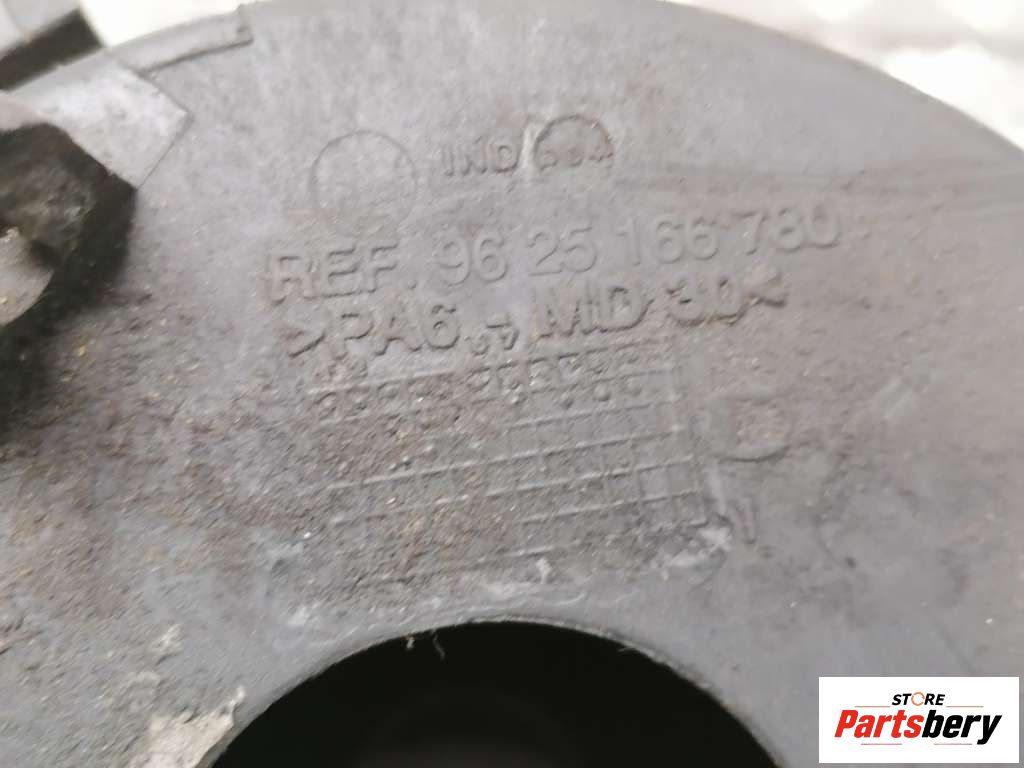 IND
REF. 96 25 166 780
>PA6 MD 30<
STORE
Partsbery